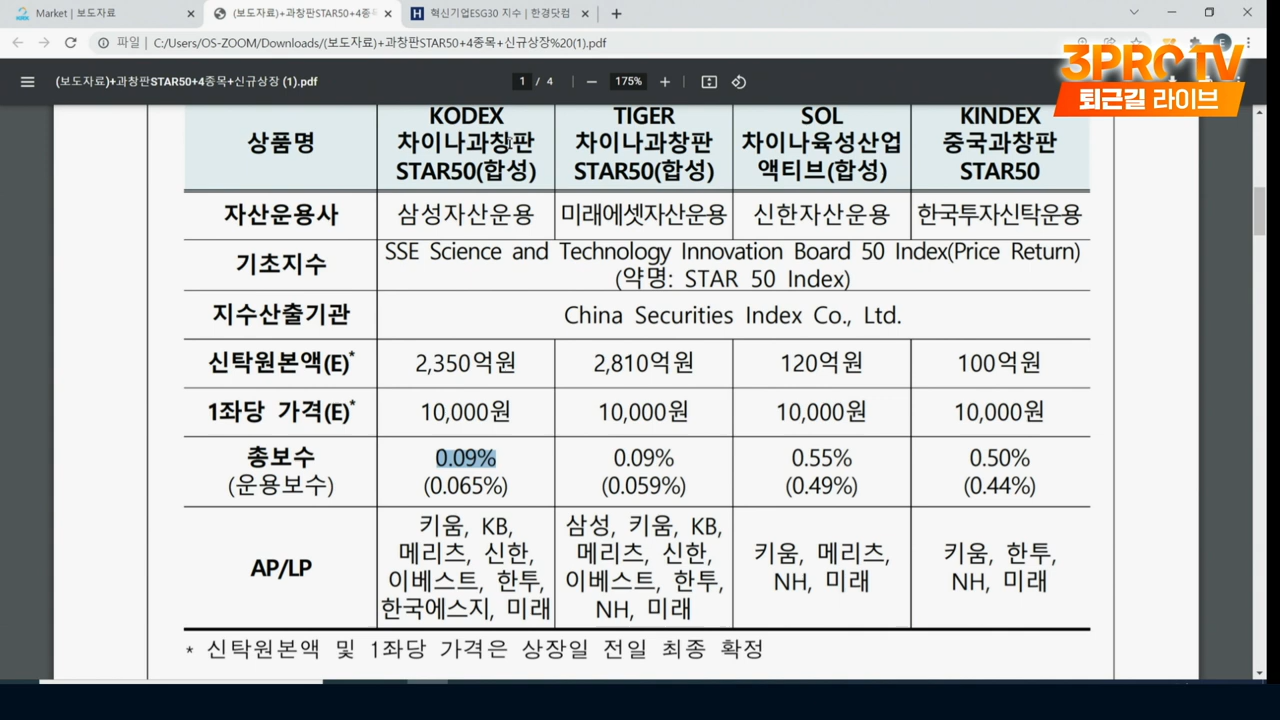 Market | 보도자료
(보도자료)+과창판STAR50+4종목
혁신기업ESG30 지수 | 한경닷컴
파일 | C:/Users/OS-ZOOM/Downloads/(보도자료)+과창판STAR50+4종목+신규상장%20(1).pdf
(보도자료)+과창판STAR50+4종목+신규상장 (1).pdf
1 / 4
175%
3PRO TV
퇴근길 라이브
상품명
KODEX
차이나과창판
STAR50(합성)
TIGER
차이나과창판
STAR50(합성)
SOL
차이나육성산업
액티브(합성)
KINDEX
중국과창판
STAR50
자산운용사 삼성자산운용 미래에셋자산운용 신한자산운용 한국투자신탁운용
기초지수
SSE Science and Technology Innovation Board 50 Index(Price Return)
(약명: STAR 50 Index)
지수산출기관 China Securities Index Co., Ltd.
신탁원본액(E)* 2,350억원 2,810억원 120억원 100억원
1좌당 가격(E)* 10,000원 10,000원 10,000원 10,000원
총보수 0.09% 0.09% 0.55% 0.50%
(운용보수) (0.065%) (0.059%) (0.49%) (0.44%)
AP/LP
키움, KB,
메리츠, 신한,
이베스트, 한투,
한국에스지, 미래
삼성, 키움, KB,
메리츠, 신한,
이베스트, 한투,
NH, 미래
키움, 메리츠,
NH, 미래
키움, 한투,
NH, 미래
* 신탁원본액 및 1좌당 가격은 상장일 전일 최종 확정